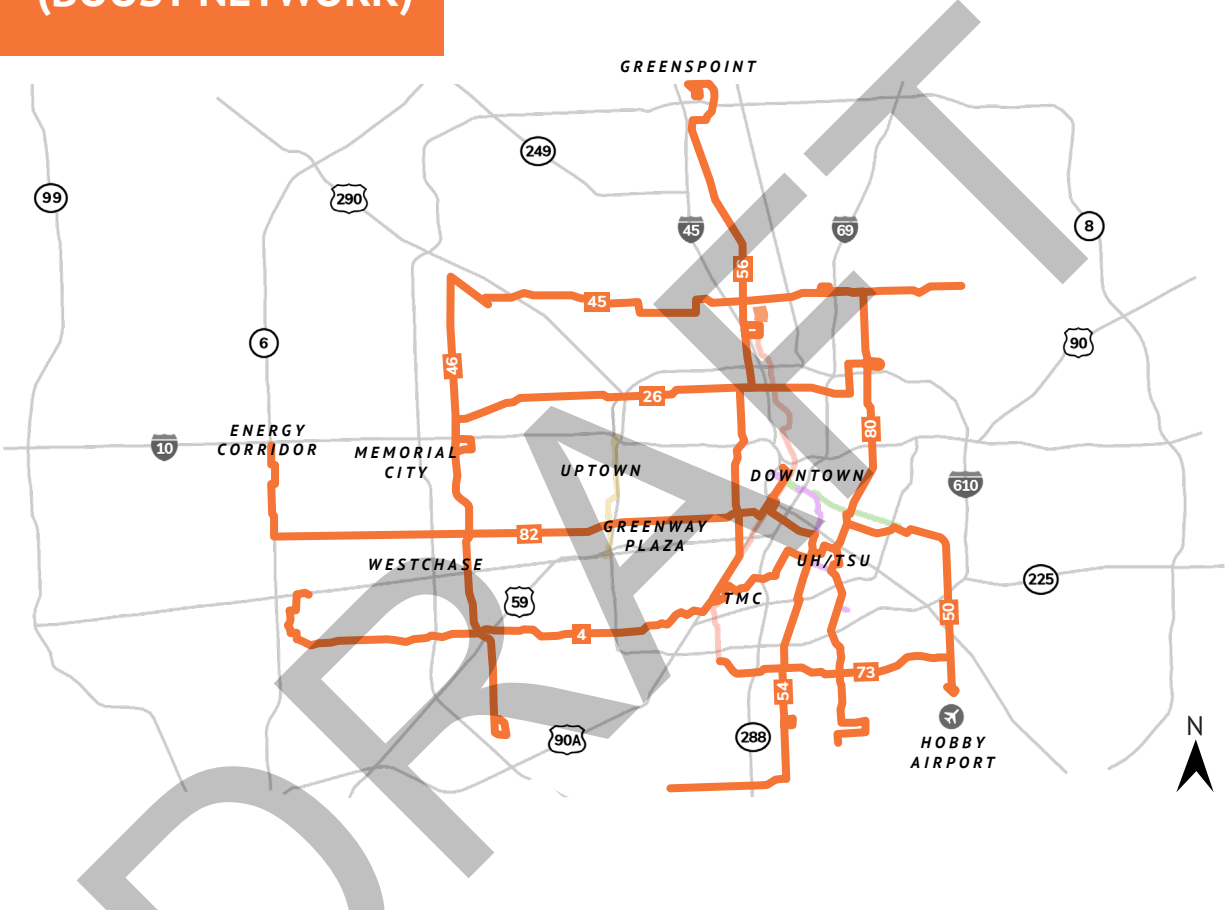 (BOOST NETWORK)
GREENSPOINT
249
99
290
45
69
8
56
45
6
90
46
26
80
ENERGY
CORRIDOR
10
MEMORIAL
CITY
UPTOWN
DOWNTOWN
610
82
GREENWAY
PLAZA
WESTCHASE
UH/TSU
225
59
TMC
50
4
73
54
90A
288
HOBBY
AIRPORT
N
DRAFT